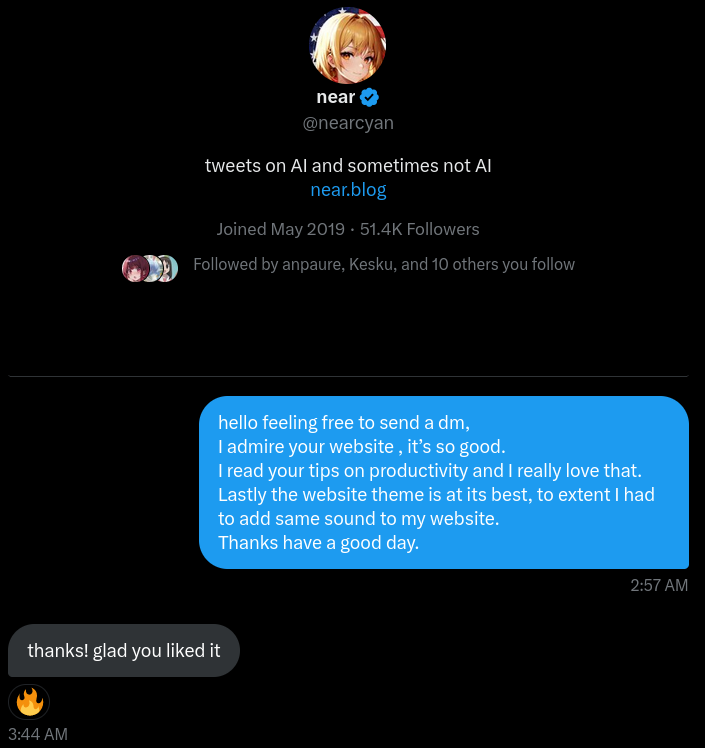 near
@nearcyan
tweets on AI and sometimes not AI
near.blog
Joined May 2019 · 51.4K Followers
Followed by anpaure, Kesku, and 10 others you follow
hello feeling free to send a dm,
I admire your website , it’s so good.
I read your tips on productivity and I really love that.
Lastly the website theme is at its best, to extent I had
to add same sound to my website.
Thanks have a good day.
2:57 AM
thanks! glad you liked it
🔥
3:44 AM